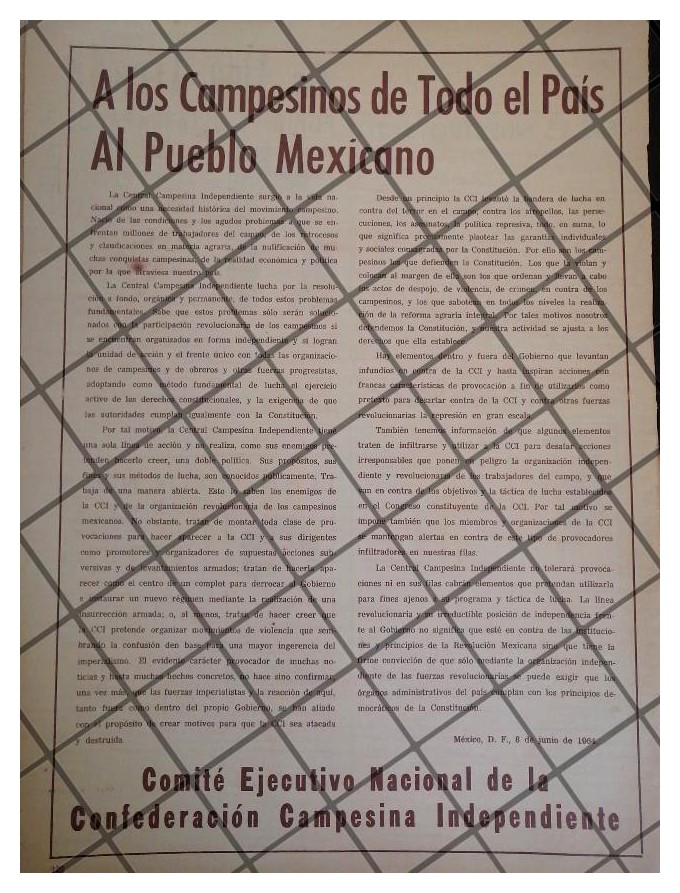 A los Campesinos de Todo el País
Al Pueblo Mexicano
La Central Campesina Independiente surgió a la vida na-
cional como una necesidad histórica del movimiento campesino.
Nació de las condiciones y los agudos problemas a que se en-
frentan millones de trabajadores del campo, de los retrocesos
y claudicaciones en materia agraria, de la nulificación de mu-
chas conquistas campesinas, de la realidad económica y política
por la que atraviesa nuestro país.
La Central Campesina Independiente lucha por la resolu-
ción a fondo, orgánica y permanente, de todos estos problemas
fundamentales. Sabe que estos problemas sólo serán solucio-
nados con la participación revolucionaria de los campesinos si
se encuentran organizados en forma independiente y si logran
la unidad de acción y el frente único con todas las organizacio-
nes de campesinos y de obreros y otras fuerzas progresistas,
adoptando como método fundamental de lucha el ejercicio
activo de los derechos constitucionales, y la exigencia de que
las autoridades cumplan igualmente con la Constitución.
Por tal motivo la Central Campesina Independiente tiene
una sola línea de acción y no realiza, como sus enemigos pre-
tenden hacerlo creer, una doble política. Sus propósitos, sus
fines y sus métodos de lucha, son conocidos públicamente. Tra-
baja de una manera abierta. Esto lo saben los enemigos de
la CCI y de la organización revolucionaria de los campesinos
mexicanos. No obstante, tratan de montar toda clase de pro-
vocaciones para hacer aparecer a la CCI y a sus dirigentes
como promotores y organizadores de supuestas acciones sub-
versivas y de levantamientos armados; tratan de hacerla apa-
recer como el centro de un complot para derrocar al Gobierno
e instaurar un nuevo régimen mediante la realización de una
insurrección armada; o, al menos, tratan de hacer creer que
la CCI pretende organizar movimientos de violencia que sem-
brando la confusión den base para una mayor ingerencia del
imperialismo. El evidente carácter provocador de muchas no-
ticias y hasta muchos hechos concretos, no hace sino confirmar,
una vez más, que las fuerzas imperialistas y la reacción de aquí,
tanto fuera como dentro del propio Gobierno, se han aliado
con el propósito de crear motivos para que la CCI sea atacada
y destruida.
Desde un principio la CCI levantó la bandera de lucha en
contra del terror en el campo, contra los atropellos, las perse-
cuciones, los asesinatos, la política represiva, todo, en suma, lo
que significa precisamente pisotear las garantías individuales
y sociales consagradas por la Constitución. Por ello son los cam-
pesinos los que defienden la Constitución. Los que la violan y
colocan al margen de ella son los que ordenan y llevan a cabo
los actos de despojo, de violencia, de crimen, en contra de los
campesinos, y los que sabotean en todos los niveles la realiza-
ción de la reforma agraria integral. Por tales motivos nosotros
defendemos la Constitución, y nuestra actividad se ajusta a los
derechos que ella establece.
Hay elementos dentro y fuera del Gobierno que levantan
infundios en contra de la CCI y hasta inspiran acciones con
francas características de provocación a fin de utilizarlas como
pretexto para desatar contra de la CCI y contra otras fuerzas
revolucionarias la represión en gran escala.
También tenemos información de que algunos elementos
traten de infiltrarse y utilizar a la CCI para desatar acciones
irresponsables que ponen en peligro la organización indepen-
diente y revolucionaria de los trabajadores del campo, y que
van en contra de los objetivos y la táctica de lucha establecidos
en el Congreso constituyente de la CCI. Por tal motivo se
impone también que los miembros y organizaciones de la CCI
se mantengan alertas en contra de este tipo de provocadores
infiltradores en nuestras filas.
La Central Campesina Independiente no tolerará provoca-
ciones ni en sus filas cabrán elementos que pretendan utilizarla
para fines ajenos a su programa y táctica de lucha. La línea
revolucionaria y su irreductible posición de independencia fren-
te al Gobierno no significa que esté en contra de las institucio-
nes y principios de la Revolución Mexicana sino que tiene la
firme convicción de que sólo mediante la organización indepen-
diente de las fuerzas revolucionarias se puede exigir que los
órganos administrativos del país cumplan con los principios de-
mocráticos de la Constitución.
México, D. F., 8 de junio de 1964.
Comité Ejecutivo Nacional de la
Confederación Campesina Independiente